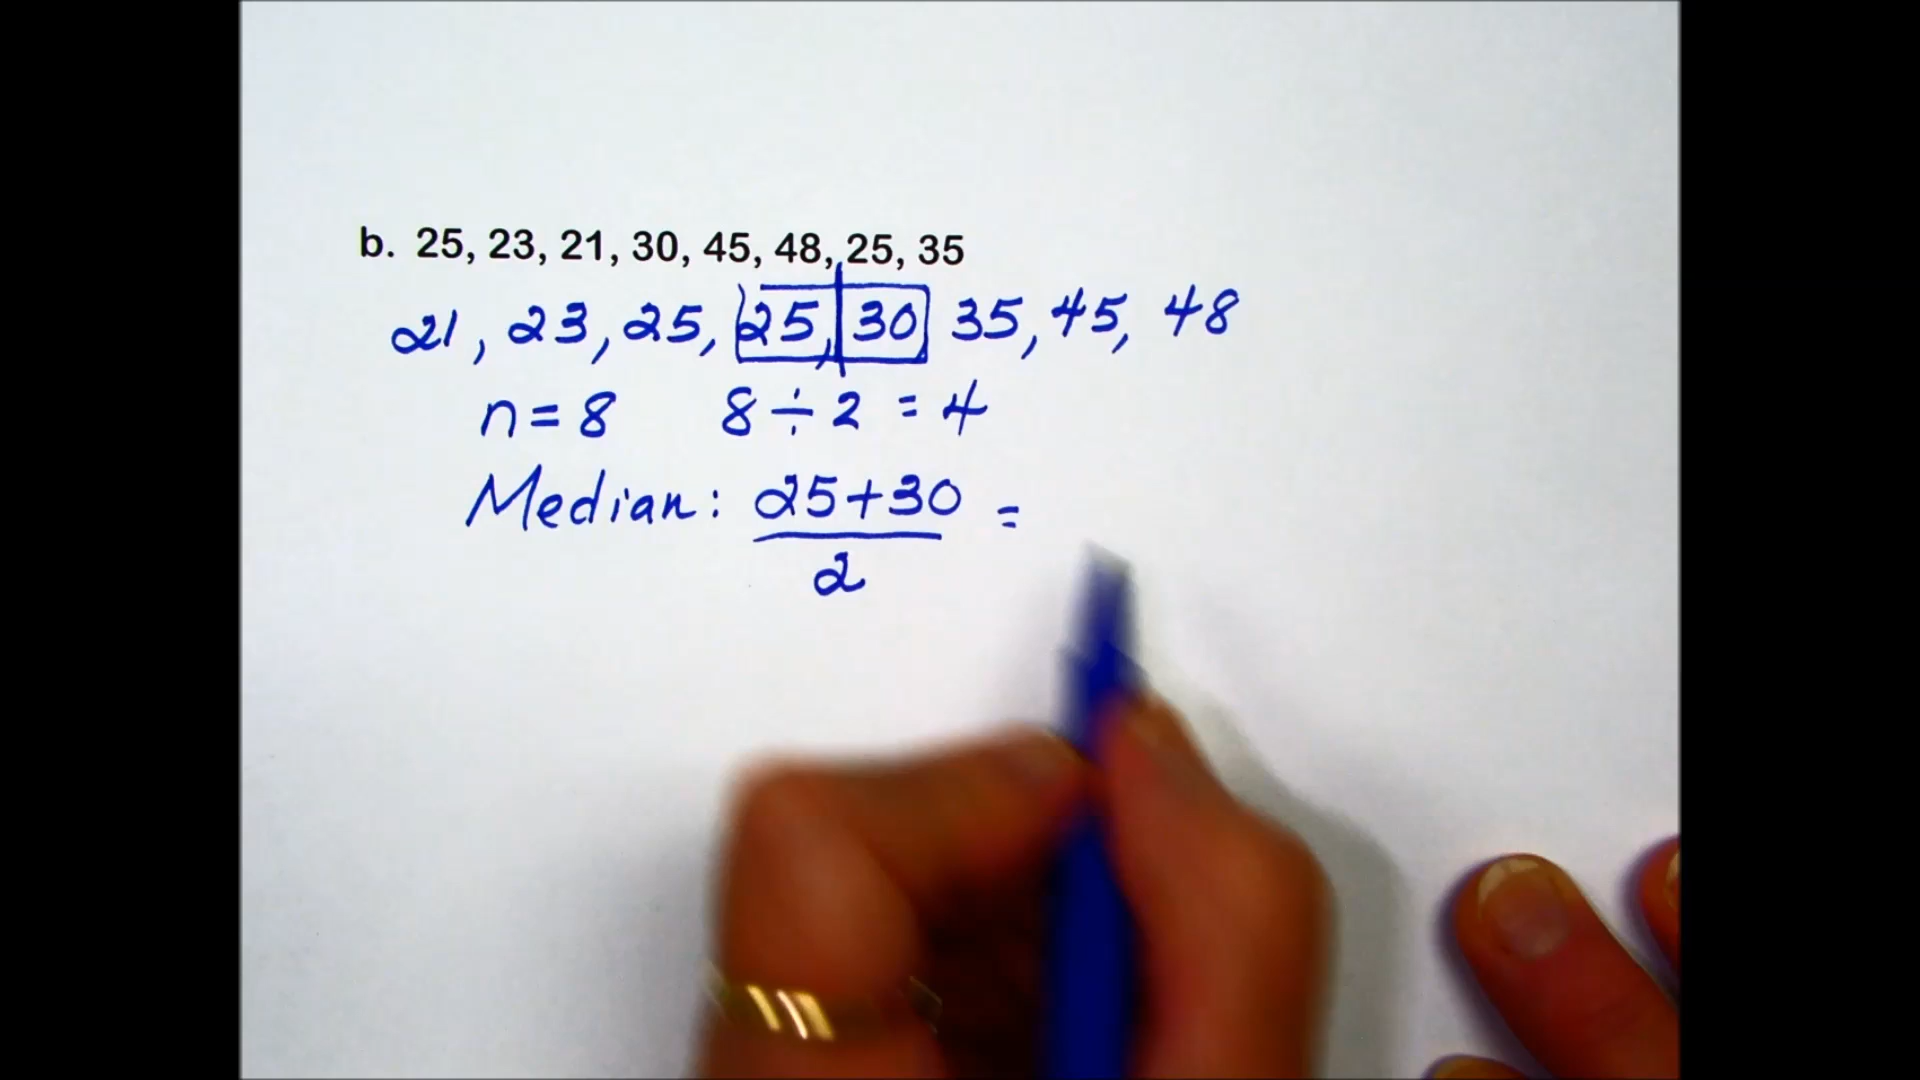 b. 25, 23, 21, 30, 45, 48, 25, 35
21, 23, 25, 25, 30, 35, 45, 48
n = 8 8 ÷ 2 = 4
Median: 25+30 =
2